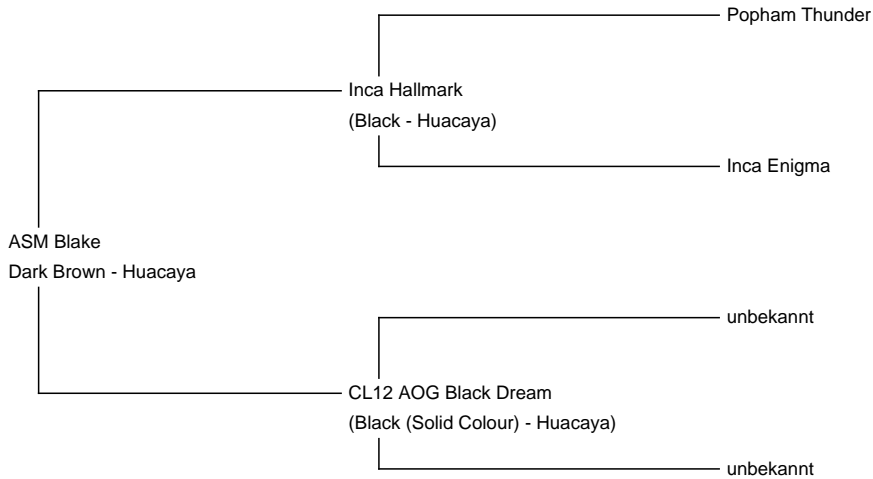 Popham Thunder
Inca Hallmark
(Black - Huacaya)
Inca Enigma
ASM Blake
Dark Brown - Huacaya
unbekannt
CL12 AOG Black Dream
(Black (Solid Colour) - Huacaya)
unbekannt